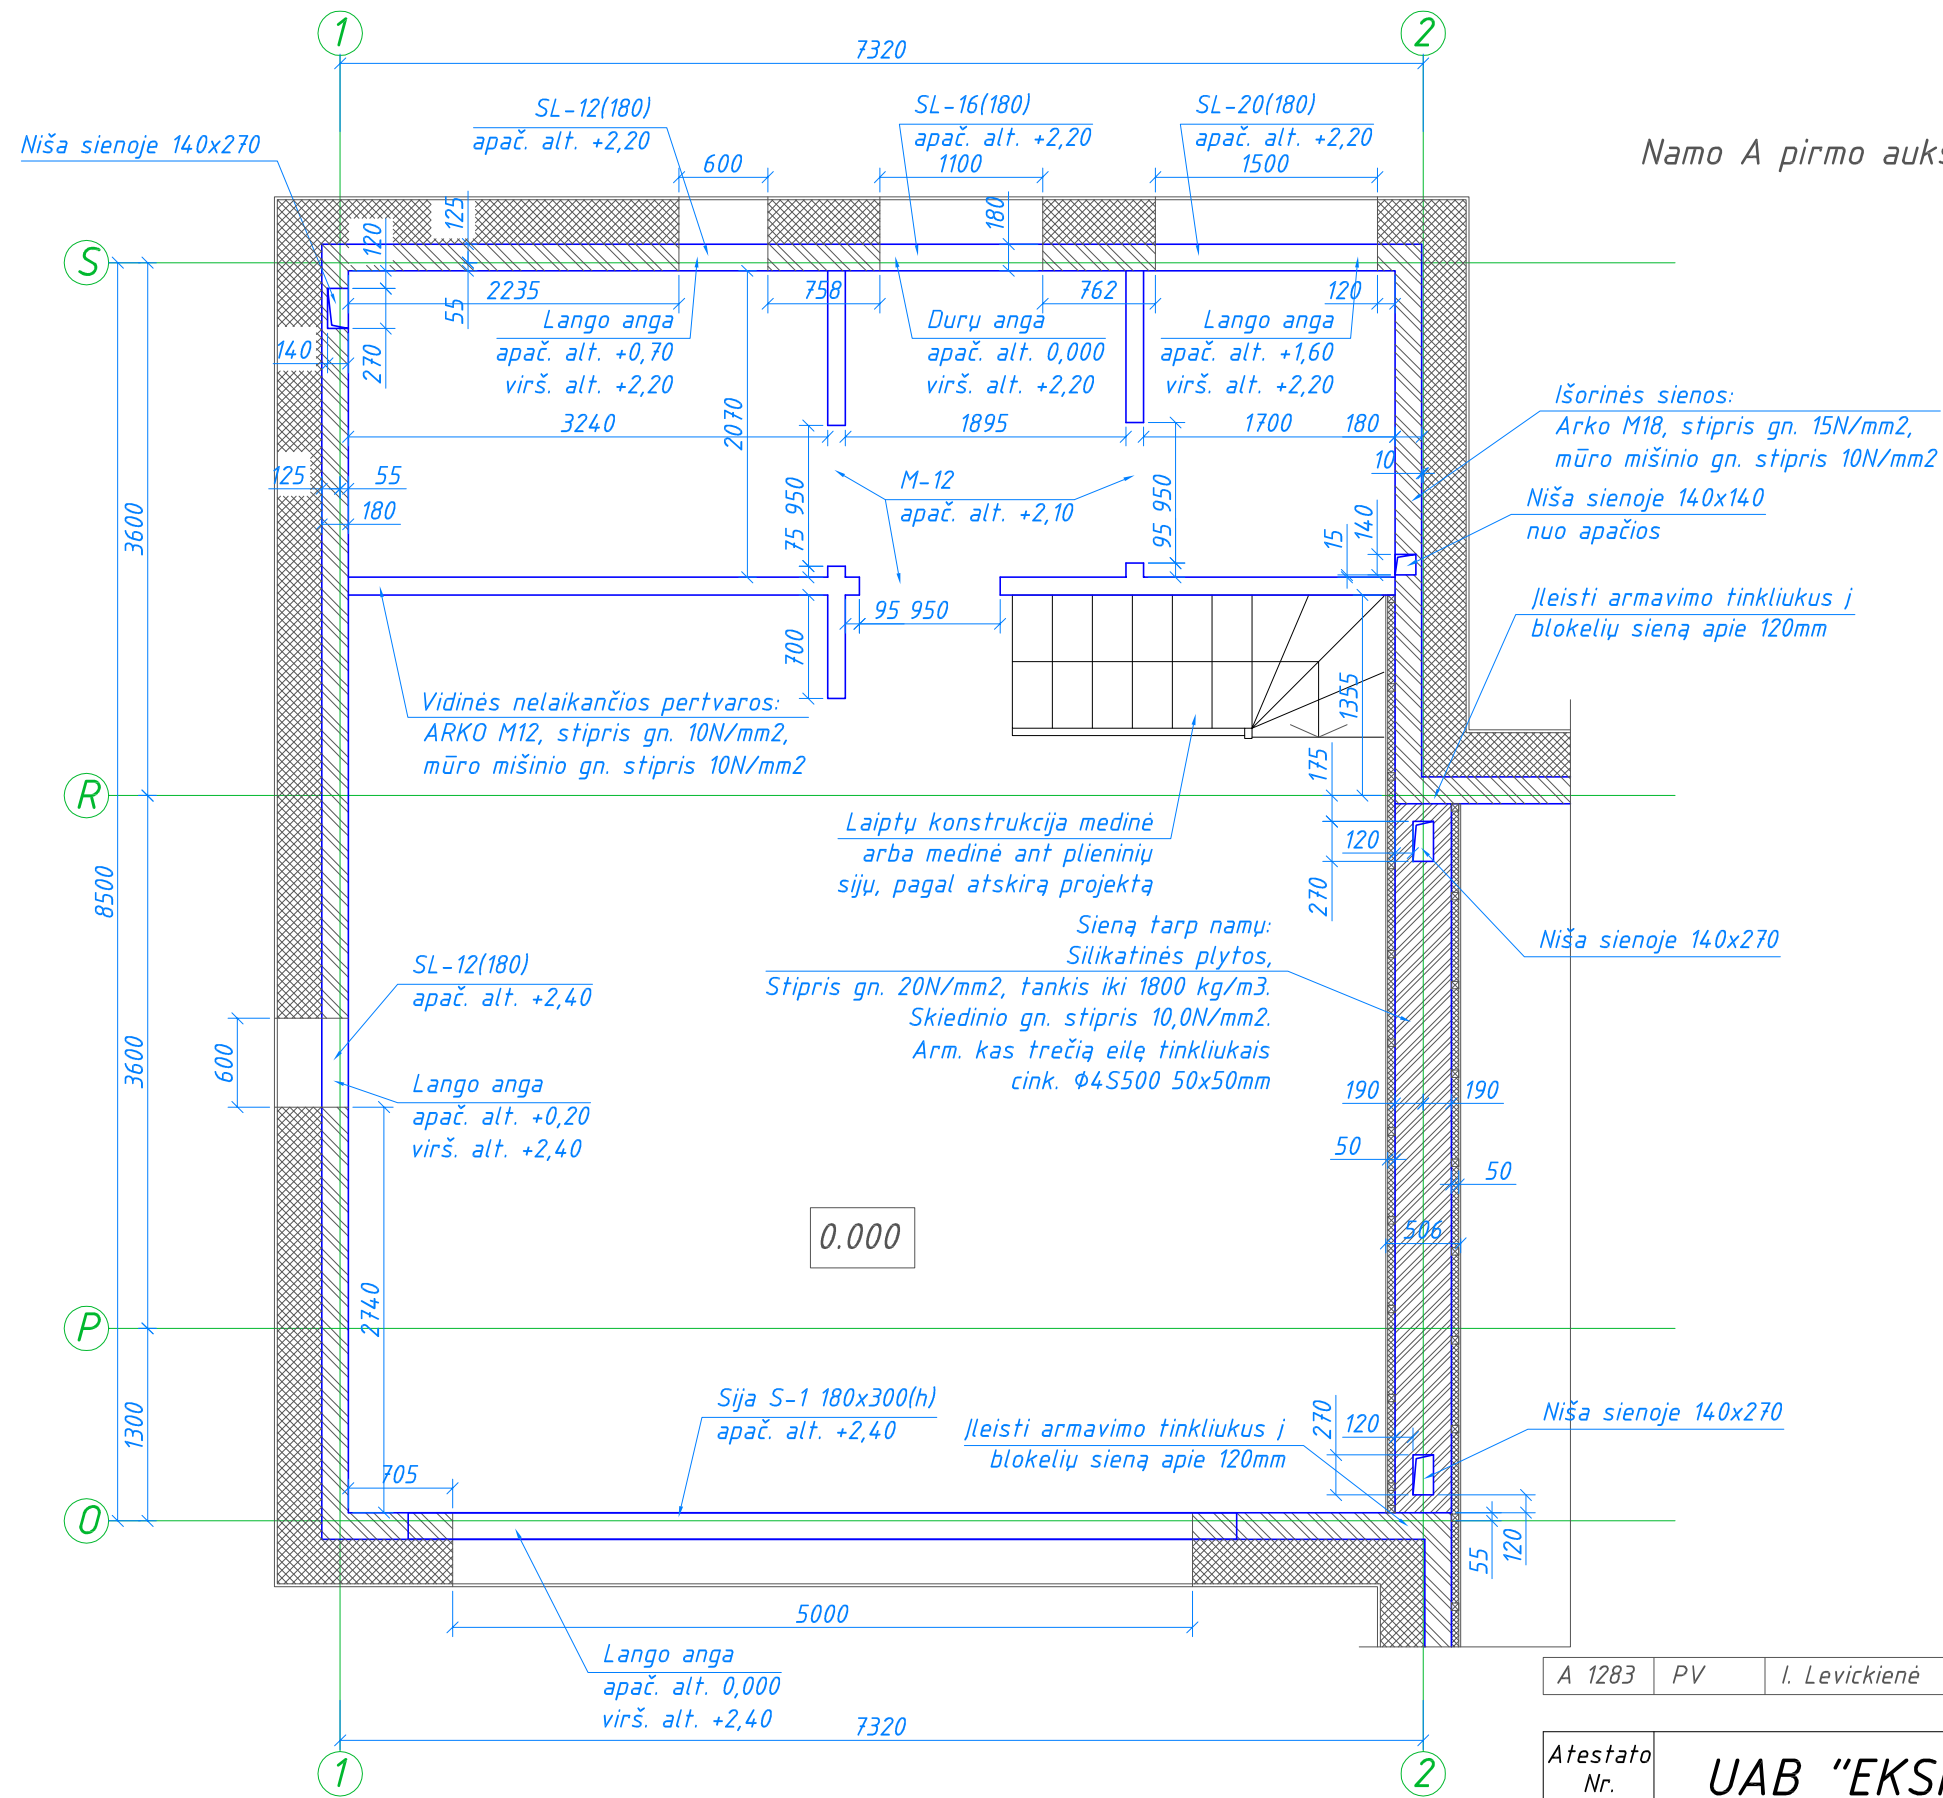 1
2
7320
SL-12(180)
apač. alt. +2,20
SL-16(180)
apač. alt. +2,20
SL-20(180)
apač. alt. +2,20
Niša sienoje 140x270
Namo A pirmo
600
1100
1500
125
120
180
S
2235
55
758
762
120
Lango anga
apač. alt. +0,70
virš. alt. +2,20
Durų anga
apač. alt. 0,000
virš. alt. +2,20
Lango anga
apač. alt. +1,60
virš. alt. +2,20
140
270
3240
2070
1895
1700
180
10
Išorinės sienos:
Arko M18, stipris gn. 15N/mm2,
mūro mišinio gn. stipris 10N/mm2
125
55
180
M-12
apač. alt. +2,10
75 950
95 950
15
140
Niša sienoje 140x140
nuo apačios
3600
95 950
700
Įleisti armavimo tinkliukus į
blokelių sieną apie 120mm
1355
Vidinės nelaikančios pertvaros:
ARKO M12, stipris gn. 10N/mm2,
mūro mišinio gn. stipris 10N/mm2
175
R
Laiptų konstrukcija medinė
arba medinė ant plieninių
sijų, pagal atskirą projektą
120
270
8500
Sieną tarp namų:
Silikatinės plytos,
Stipris gn. 20N/mm2, tankis iki 1800 kg/m3.
Skiedinio gn. stipris 10,0N/mm2.
Arm. kas trečią eilę tinkliukais
cink. Φ4S500 50x50mm
Niša sienoje 140x270
SL-12(180)
apač. alt. +2,40
3600
600
Lango anga
apač. alt. +0,20
virš. alt. +2,40
190
190
50
50
506
0.000
2740
P
1300
Sija S-1 180x300(h)
apač. alt. +2,40
Įleisti armavimo tinkliukus į
blokelių sieną apie 120mm
270
120
Niša sienoje 140x270
705
O
55
120
5000
Lango anga
apač. alt. 0,000
virš. alt. +2,40
7320
1
2
A 1283 PV I. Levickienė
Atestato
Nr.
UAB